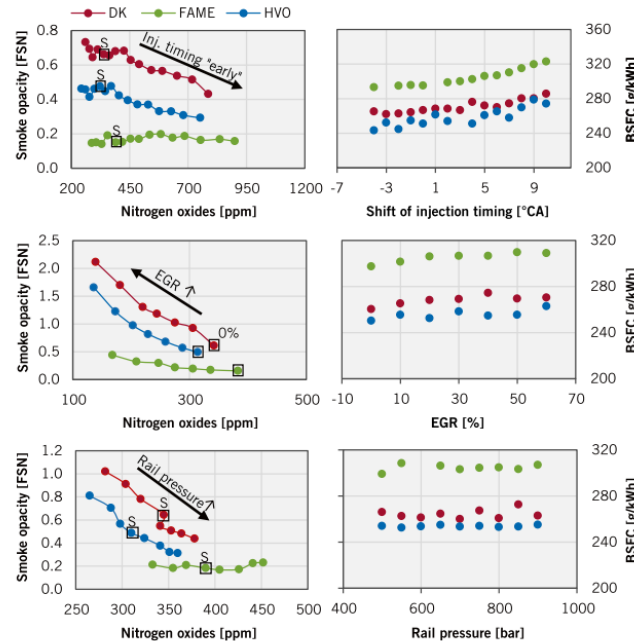 DK FAME HVO
Smoke opacity [FSN]
0.8
0.6
0.4
0.2
0.0
S
S
S
Inj. timing "early"
200 450 700 950 1200
Nitrogen oxides [ppm]
360
320
280
240
200
BSFC [g/kWh]
-7 -3 1 5 9
Shift of injection timing [°CA]
Smoke opacity [FSN]
2.5
2.0
1.5
1.0
0.5
0.0
EGR
0%
100 300 500
Nitrogen oxides [ppm]
320
280
240
200
BSFC [g/kWh]
-10 10 30 50 70
EGR [%]
Smoke opacity [FSN]
1.2
1.0
0.8
0.6
0.4
0.2
0.0
Rail pressure
S
S
S
250 300 350 400 450 500
Nitrogen oxides [ppm]
320
280
240
200
BSFC [g/kWh]
400 600 800 1000
Rail pressure [bar]